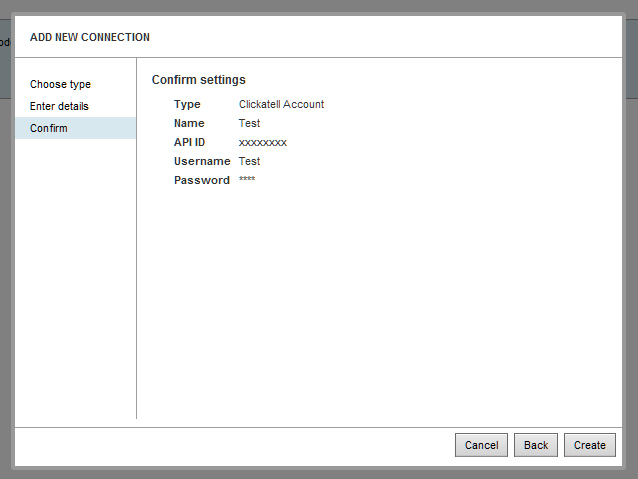 ADD NEW CONNECTION
Choose type
Enter details
Confirm
Confirm settings
Type Clickatell Account
Name Test
API ID xxxxxxxx
Username Test
Password ****
Cancel Back Create